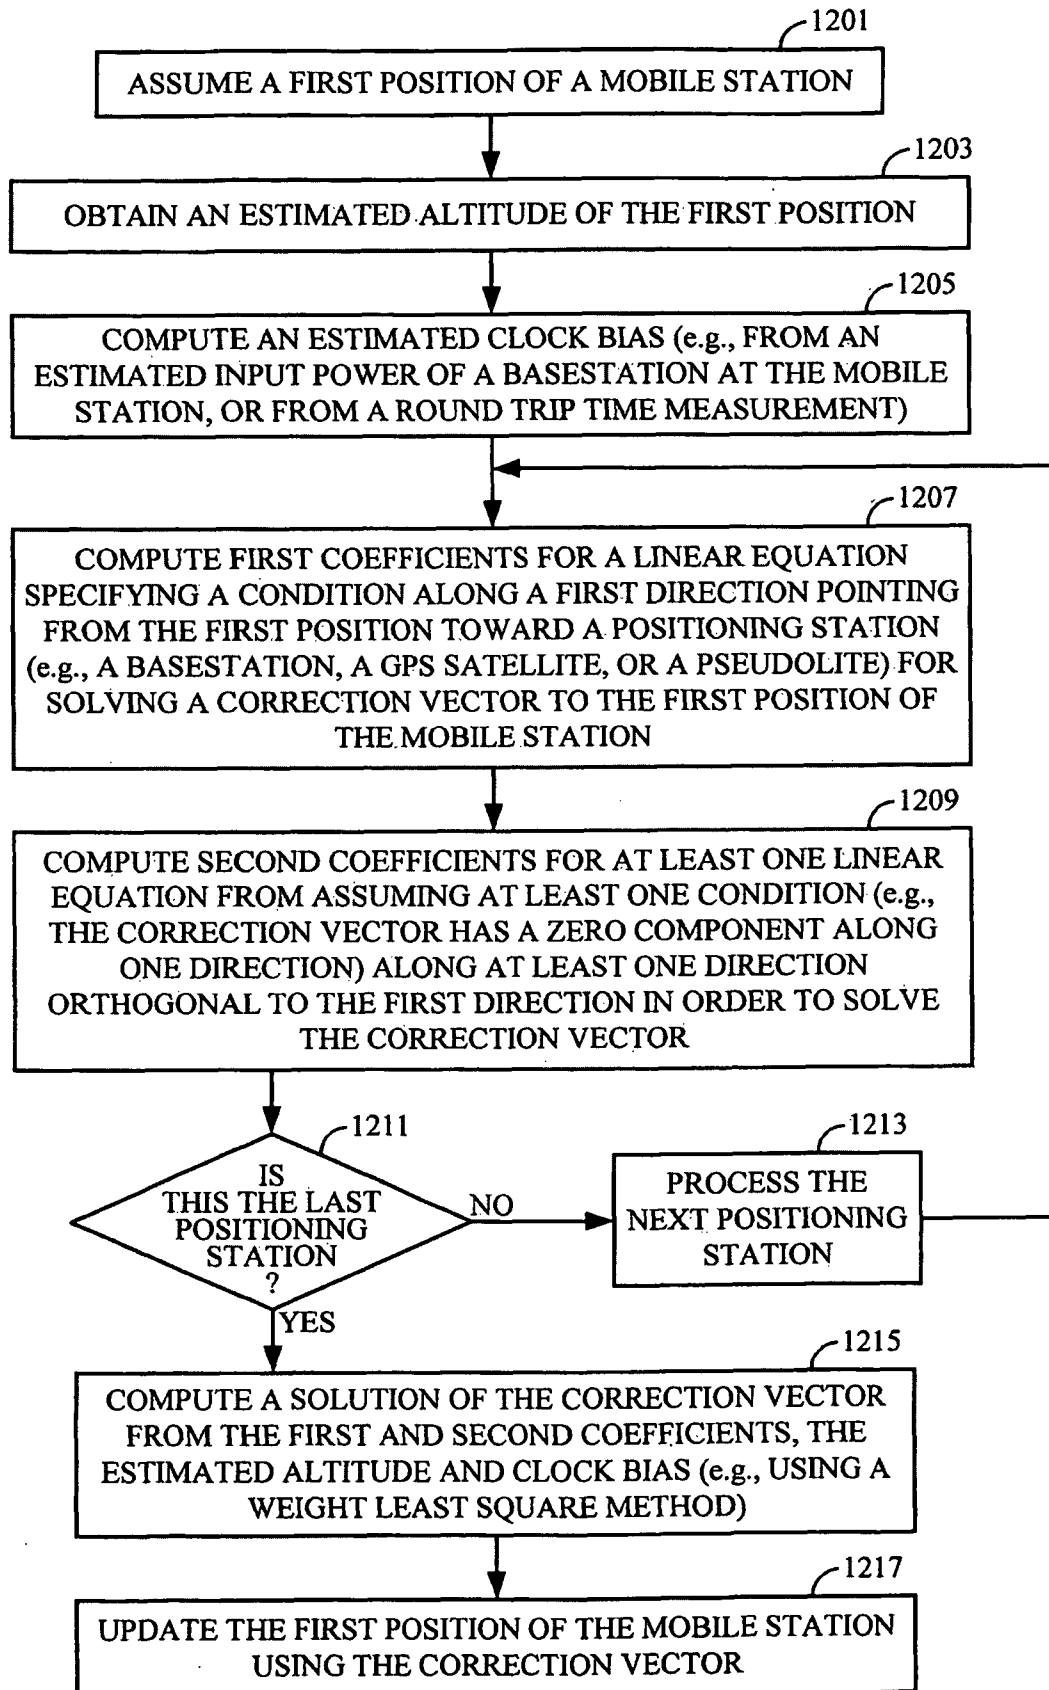 1201
ASSUME A FIRST POSITION OF A MOBILE STATION
1203
OBTAIN AN ESTIMATED ALTITUDE OF THE FIRST POSITION
1205
COMPUTE AN ESTIMATED CLOCK BIAS (e.g., FROM AN
ESTIMATED INPUT POWER OF A BASESTATION AT THE MOBILE
STATION, OR FROM A ROUND TRIP TIME MEASUREMENT)
1207
COMPUTE FIRST COEFFICIENTS FOR A LINEAR EQUATION
SPECIFYING A CONDITION ALONG A FIRST DIRECTION POINTING
FROM THE FIRST POSITION TOWARD A POSITIONING STATION
(e.g., A BASESTATION, A GPS SATELLITE, OR A PSEUDOLITE) FOR
SOLVING A CORRECTION VECTOR TO THE FIRST POSITION OF
THE MOBILE STATION
1209
COMPUTE SECOND COEFFICIENTS FOR AT LEAST ONE LINEAR
EQUATION FROM ASSUMING AT LEAST ONE CONDITION (e.g.,
THE CORRECTION VECTOR HAS A ZERO COMPONENT ALONG
ONE DIRECTION) ALONG AT LEAST ONE DIRECTION
ORTHOGONAL TO THE FIRST DIRECTION IN ORDER TO SOLVE
THE CORRECTION VECTOR
1211
IS
THIS THE LAST
POSITIONING
STATION
?
NO
YES
1213
PROCESS THE
NEXT POSITIONING
STATION
1215
COMPUTE A SOLUTION OF THE CORRECTION VECTOR
FROM THE FIRST AND SECOND COEFFICIENTS, THE
ESTIMATED ALTITUDE AND CLOCK BIAS (e.g., USING A
WEIGHT LEAST SQUARE METHOD)
1217
UPDATE THE FIRST POSITION OF THE MOBILE STATION
USING THE CORRECTION VECTOR